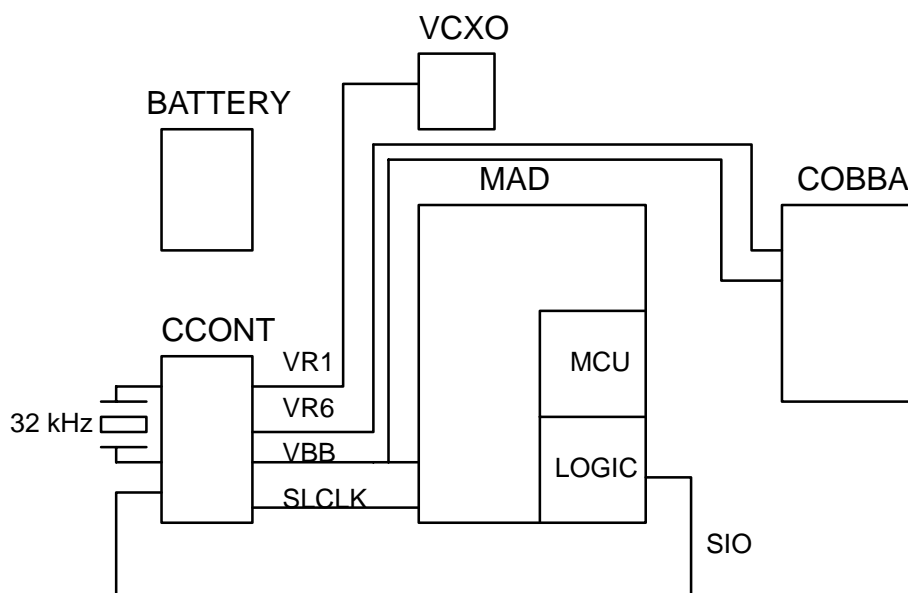 VCXO
BATTERY
MAD
COBBA
CCONT
VR1
MCU
VR6
32 kHz
VBB
LOGIC
SLCLK
SIO